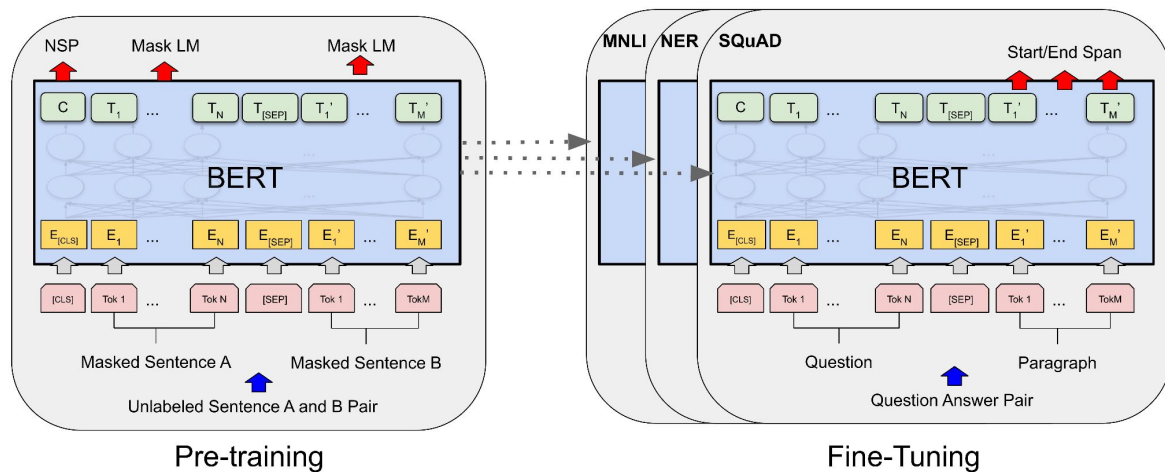 NSP Mask LM Mask LM
C T1 ... TN T[SEP] T1' ... TM'
BERT
E[CLS] E1 ... EN E[SEP] E1' ... EM'
[CLS] Tok 1 ... Tok N [SEP] Tok 1 ... TokM
Masked Sentence A Masked Sentence B
Unlabeled Sentence A and B Pair
Pre-training
MNLI NER SQuAD
Start/End Span
C T1 ... TN T[SEP] T1' ... TM'
BERT
E[CLS] E1 ... EN E[SEP] E1' ... EM'
[CLS] Tok 1 ... Tok N [SEP] Tok 1 ... TokM
Question Paragraph
Question Answer Pair
Fine-Tuning